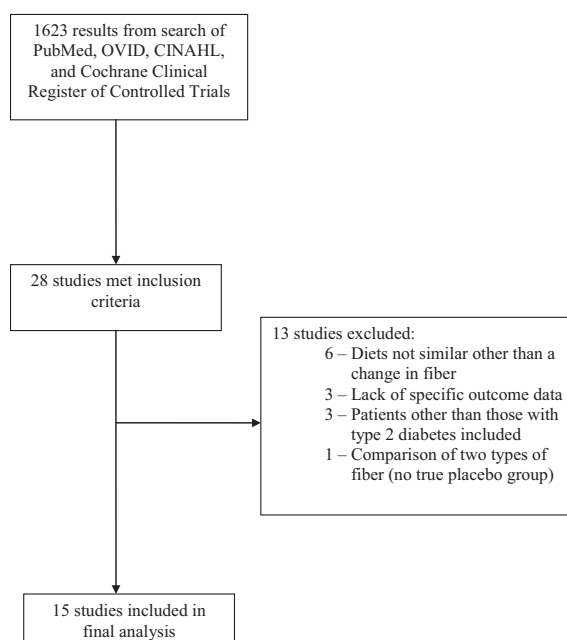 1623 results from search of
PubMed, OVID, CINAHL,
and Cochrane Clinical
Register of Controlled Trials
28 studies met inclusion
criteria
13 studies excluded:
6 – Diets not similar other than a
change in fiber
3 – Lack of specific outcome data
3 – Patients other than those with
type 2 diabetes included
1 – Comparison of two types of
fiber (no true placebo group)
15 studies included in
final analysis